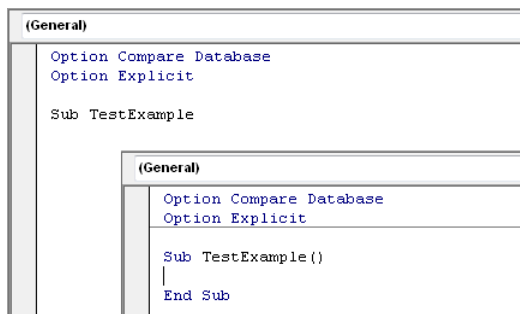 (General)
Option Compare Database
Option Explicit
Sub TestExample
(General)
Option Compare Database
Option Explicit
Sub TestExample()
End Sub